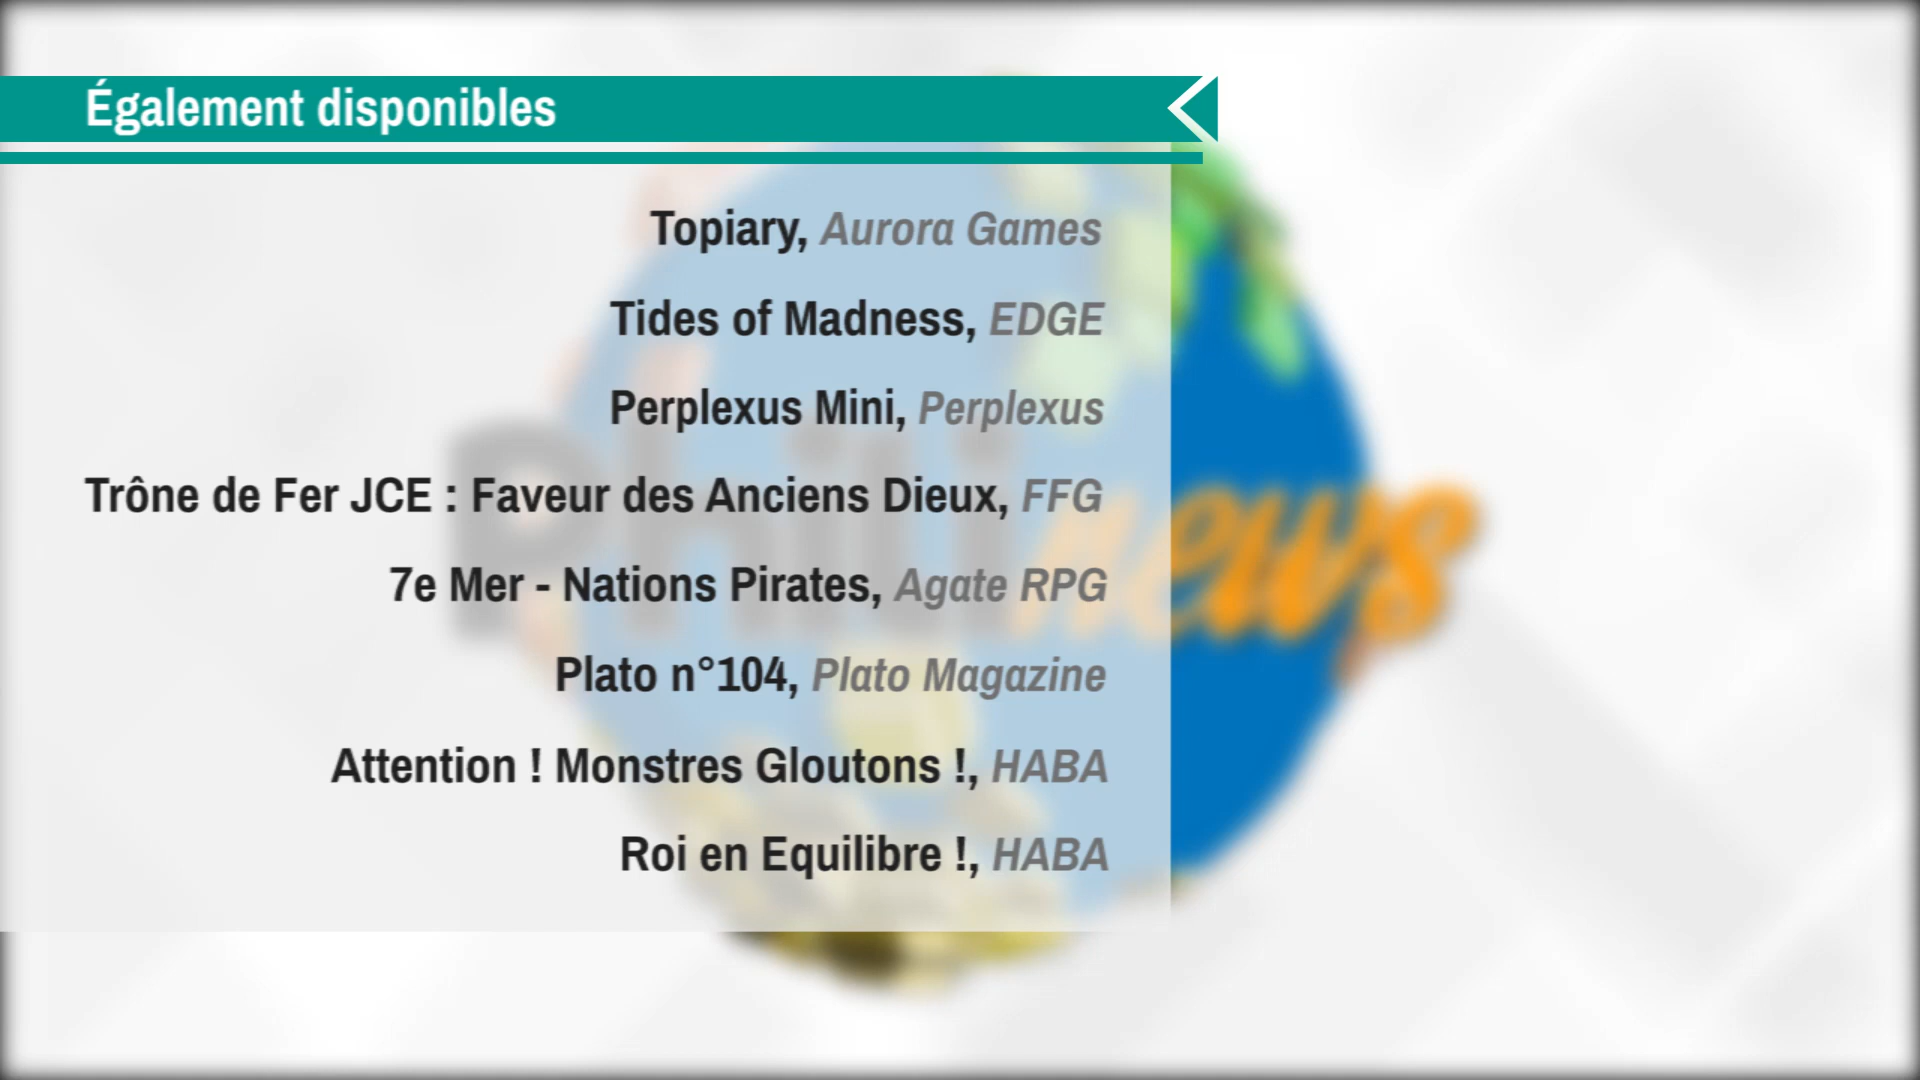 Également disponibles
Topiary, Aurora Games
Tides of Madness, EDGE
Perplexus Mini, Perplexus
Trône de Fer JCE : Faveur des Anciens Dieux, FFG
7e Mer - Nations Pirates, Agate RPG
Plato n°104, Plato Magazine
Attention ! Monstres Gloutons !, HABA
Roi en Equilibre !, HABA
Philinews